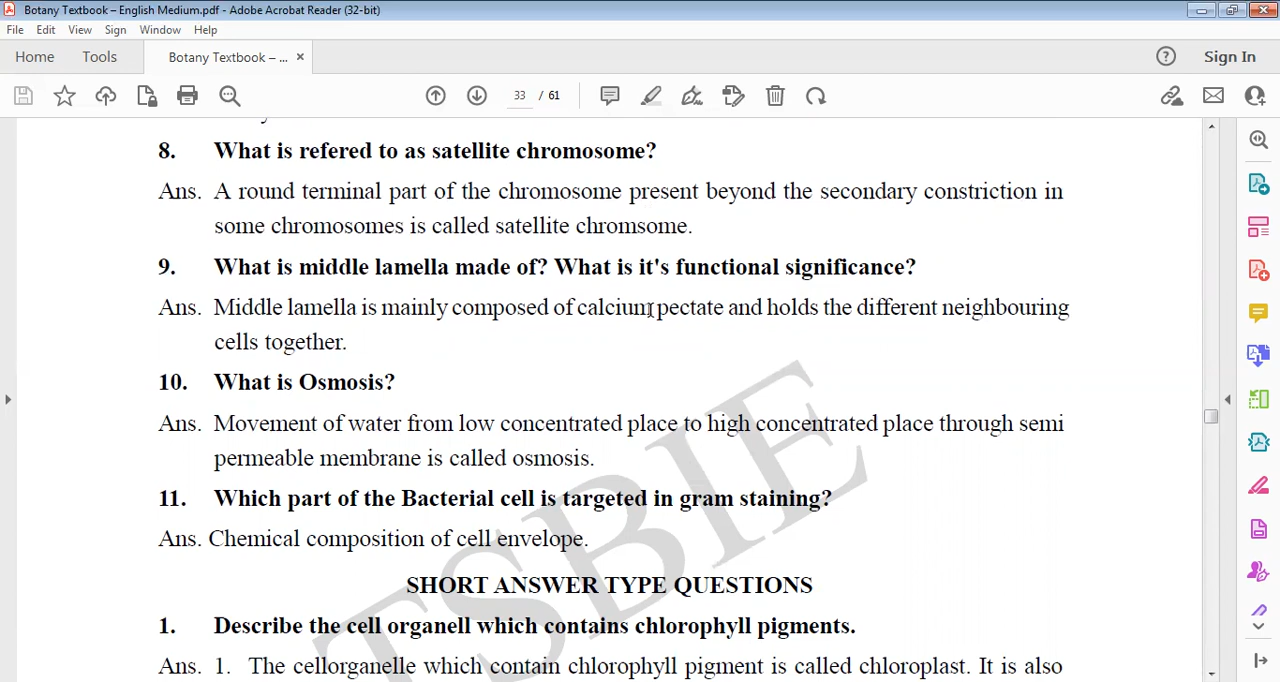 Botany Textbook – English Medium.pdf - Adobe Acrobat Reader (32-bit)
File Edit View Sign Window Help
Home Tools Botany Textbook – ... × Sign In
33 / 61
8. What is refered to as satellite chromosome?
Ans. A round terminal part of the chromosome present beyond the secondary constriction in
some chromosomes is called satellite chromsome.
9. What is middle lamella made of? What is it's functional significance?
Ans. Middle lamella is mainly composed of calcium pectate and holds the different neighbouring
cells together.
10. What is Osmosis?
Ans. Movement of water from low concentrated place to high concentrated place through semi
permeable membrane is called osmosis.
11. Which part of the Bacterial cell is targeted in gram staining?
Ans. Chemical composition of cell envelope.
TSBIE
SHORT ANSWER TYPE QUESTIONS
1. Describe the cell organell which contains chlorophyll pigments.
Ans. 1. The cellorganelle which contain chlorophyll pigment is called chloroplast. It is also